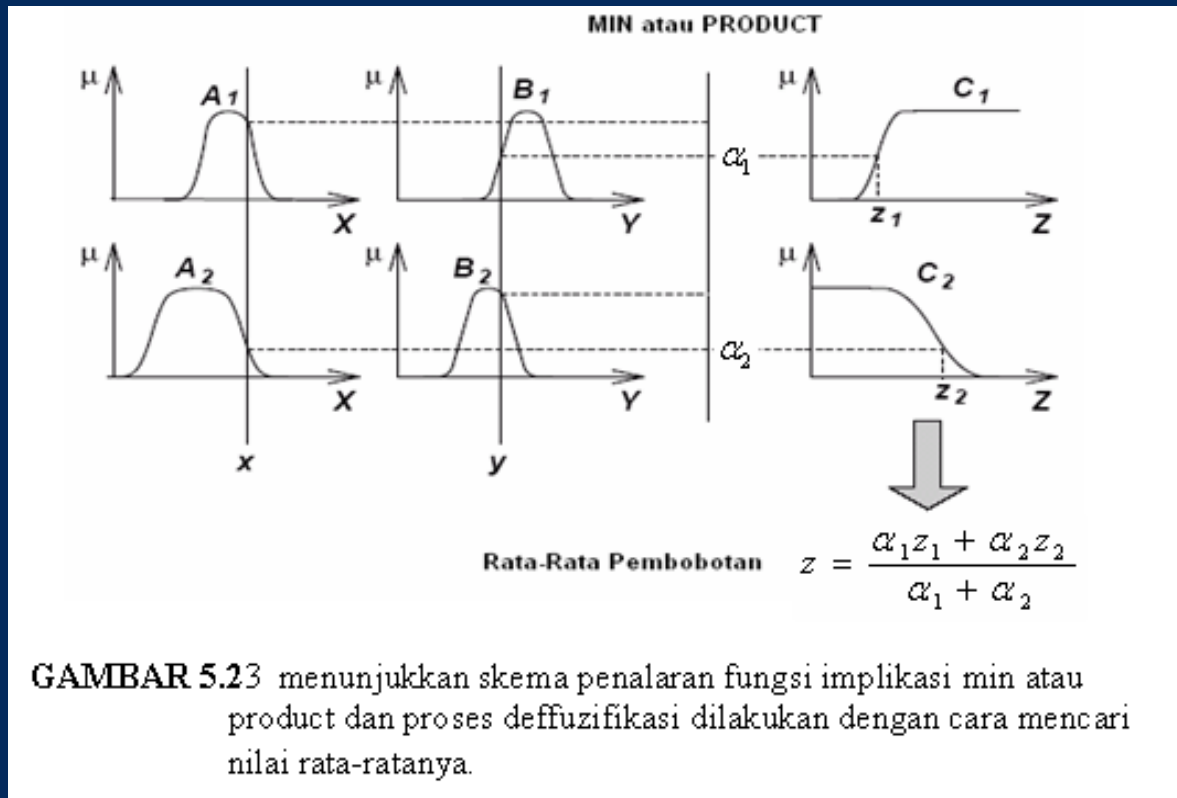 MIN atau PRODUCT
μ A1 X
μ B1 Y
α1
μ C1 z1 Z
μ A2 X
μ B2 Y
α2
μ C2 z2 Z
x y
Rata-Rata Pembobotan z = (α1z1 + α2z2) / (α1 + α2)
GAMBAR 5.23 menunjukkan skema penalaran fungsi implikasi min atau
product dan proses deffuzifikasi dilakukan dengan cara mencari
nilai rata-ratanya.